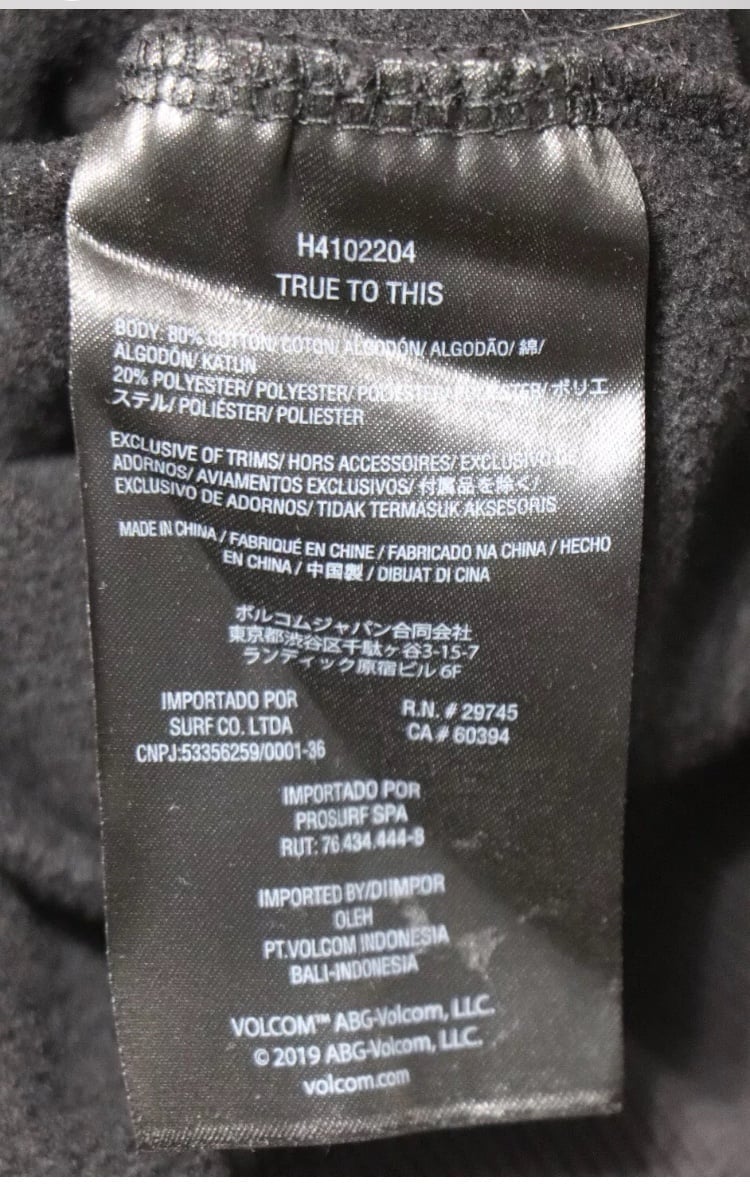 H4102204
TRUE TO THIS
BODY 80% COTTON/ COTON/ ALGODÓN/ ALGODÃO/ 綿/
ALGODÓN/ KATUN
20% POLYESTER/ POLYESTER/ POLIÉSTER/ POLIÉSTER/ ポリエ
ステル/ POLIÉSTER/ POLIESTER
EXCLUSIVE OF TRIMS/ HORS ACCESSOIRES/ EXCLUSIVO DE
ADORNOS/ AVIAMENTOS EXCLUSIVOS/ 付属品を除く/
EXCLUSIVO DE ADORNOS/ TIDAK TERMASUK AKSESORIS
MADE IN CHINA / FABRIQUÉ EN CHINE / FABRICADO NA CHINA / HECHO
EN CHINA / 中国製 / DIBUAT DI CINA
ボルコムジャパン合同会社
東京都渋谷区千駄ヶ谷3-15-7
ランディック原宿ビル 6F
IMPORTADO POR
SURF CO. LTDA
CNPJ:53356259/0001-36
R.N. # 29745
CA # 60394
IMPORTADO POR
PROSURF SPA
RUT: 76.434.444-8
IMPORTED BY/DIIMPOR
OLEH
PT.VOLCOM INDONESIA
BALI-INDONESIA
VOLCOM™ ABG-Volcom, LLC.
© 2019 ABG-Volcom, LLC.
volcom.com